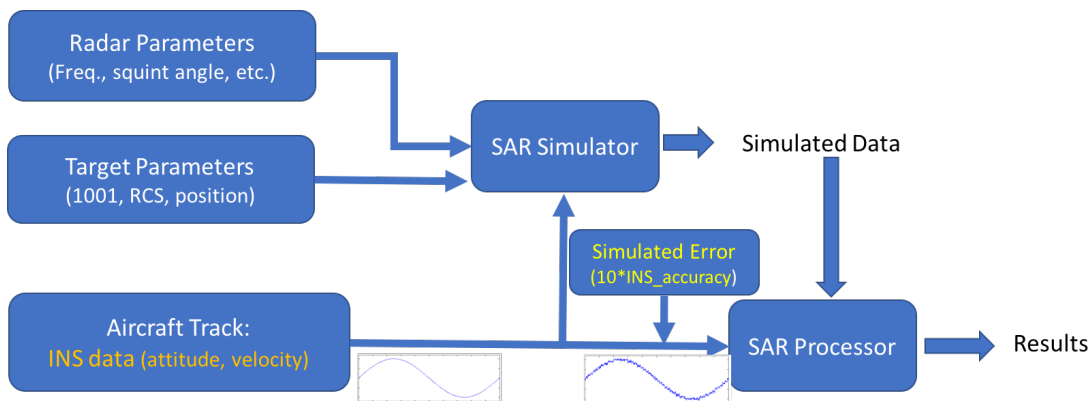 Radar Parameters
(Freq., squint angle, etc.)
Target Parameters
(1001, RCS, position)
SAR Simulator
Simulated Data
Simulated Error
(10*INS_accuracy)
Aircraft Track:
INS data (attitude, velocity)
SAR Processor
Results